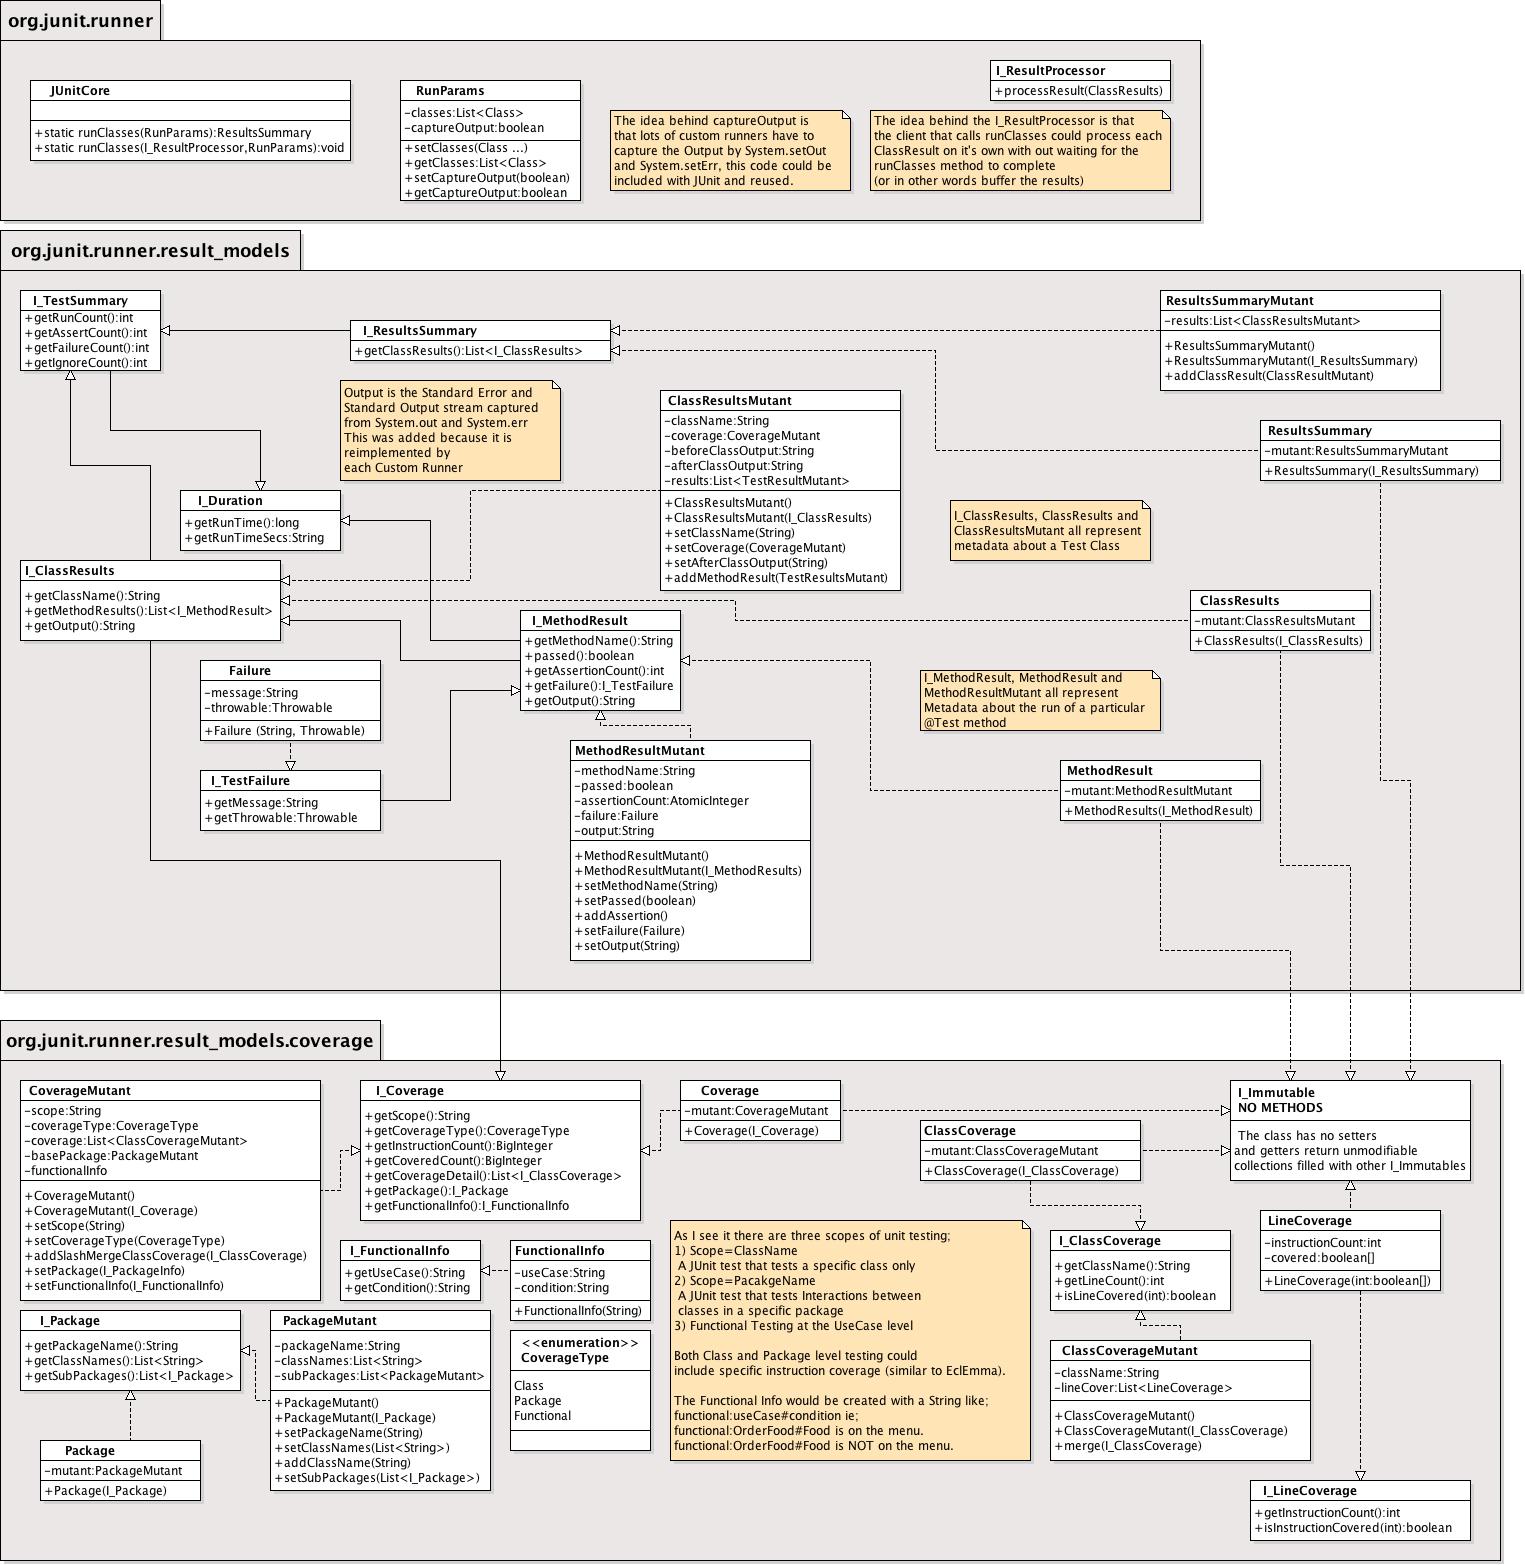 org.junit.runner
JUnitCore
+static runClasses(RunParams):ResultsSummary
+static runClasses(I_ResultProcessor,RunParams):void
RunParams
-classes:List<Class>
-captureOutput:boolean
+setClasses(Class ...)
+getClasses:List<Class>
+setCaptureOutput(boolean)
+getCaptureOutput:boolean
The idea behind captureOutput is
that lots of custom runners have to
capture the Output by System.setOut
and System.setErr, this code could be
included with JUnit and reused.
I_ResultProcessor
+processResult(ClassResults)
The idea behind the I_ResultProcessor is that
the client that calls runClasses could process each
ClassResult on it's own with out waiting for the
runClasses method to complete
(or in other words buffer the results)
org.junit.runner.result_models
I_TestSummary
+getRunCount():int
+getAssertCount():int
+getFailureCount():int
+getIgnoreCount():int
I_ResultsSummary
+getClassResults():List<I_ClassResults>
ResultsSummaryMutant
-results:List<ClassResultsMutant>
+ResultsSummaryMutant()
+ResultsSummaryMutant(I_ResultsSummary)
+addClassResult(ClassResultMutant)
Output is the Standard Error and
Standard Output stream captured
from System.out and System.err
This was added because it is
reimplemented by
each Custom Runner
ClassResultsMutant
-className:String
-coverage:CoverageMutant
-beforeClassOutput:String
-afterClassOutput:String
-results:List<TestResultMutant>
+ClassResultsMutant()
+ClassResultsMutant(I_ClassResults)
+setClassName(String)
+setCoverage(CoverageMutant)
+setAfterClassOutput(String)
+addMethodResult(TestResultsMutant)
ResultsSummary
-mutant:ResultsSummaryMutant
+ResultsSummary(I_ResultsSummary)
I_Duration
+getRunTime():long
+getRunTimeSecs:String
I_ClassResults, ClassResults and
ClassResultsMutant all represent
metadata about a Test Class
I_ClassResults
+getClassName():String
+getMethodResults():List<I_MethodResult>
+getOutput():String
ClassResults
-mutant:ClassResultsMutant
+ClassResults(I_ClassResults)
I_MethodResult
+getMethodName():String
+passed():boolean
+getAssertionCount():int
+getFailure():I_TestFailure
+getOutput():String
Failure
-message:String
-throwable:Throwable
+Failure (String, Throwable)
I_MethodResult, MethodResult and
MethodResultMutant all represent
Metadata about the run of a particular
@Test method
MethodResultMutant
-methodName:String
-passed:boolean
-assertionCount:AtomicInteger
-failure:Failure
-output:String
+MethodResultMutant()
+MethodResultMutant(I_MethodResults)
+setMethodName(String)
+setPassed(boolean)
+addAssertion()
+setFailure(Failure)
+setOutput(String)
I_TestFailure
+getMessage:String
+getThrowable:Throwable
MethodResult
-mutant:MethodResultMutant
+MethodResults(I_MethodResult)
org.junit.runner.result_models.coverage
CoverageMutant
-scope:String
-coverageType:CoverageType
-coverage:List<ClassCoverageMutant>
-basePackage:PackageMutant
-functionalInfo
+CoverageMutant()
+CoverageMutant(I_Coverage)
+setScope(String)
+setCoverageType(CoverageType)
+addSlashMergeClassCoverage(I_ClassCoverage)
+setPackage(I_PackageInfo)
+setFunctionalInfo(I_FunctionalInfo)
I_Coverage
+getScope():String
+getCoverageType():CoverageType
+getInstructionCount():BigInteger
+getCoveredCount():BigInteger
+getCoverageDetail():List<I_ClassCoverage>
+getPackage():I_Package
+getFunctionalInfo():I_FunctionalInfo
Coverage
-mutant:CoverageMutant
+Coverage(I_Coverage)
ClassCoverage
-mutant:ClassCoverageMutant
+ClassCoverage(I_ClassCoverage)
I_Immutable
NO METHODS
The class has no setters
and getters return unmodifiable
collections filled with other I_Immutables
I_FunctionalInfo
+getUseCase():String
+getCondition():String
FunctionalInfo
-useCase:String
-condition:String
+FunctionalInfo(String)
As I see it there are three scopes of unit testing;
1) Scope=ClassName
A JUnit test that tests a specific class only
2) Scope=PacakgeName
A JUnit test that tests Interactions between
classes in a specific package
3) Functional Testing at the UseCase level
Both Class and Package level testing could
include specific instruction coverage (similar to EclEmma).
The Functional Info would be created with a String like;
functional:useCase#condition ie;
functional:OrderFood#Food is on the menu.
functional:OrderFood#Food is NOT on the menu.
I_ClassCoverage
+getClassName():String
+getLineCount():int
+isLineCovered(int):boolean
LineCoverage
-instructionCount:int
-covered:boolean[]
+LineCoverage(int:boolean[])
I_Package
+getPackageName():String
+getClassNames():List<String>
+getSubPackages():List<I_Package>
PackageMutant
-packageName:String
-classNames:List<String>
-subPackages:List<PackageMutant>
+PackageMutant()
+PackageMutant(I_Package)
+setPackageName(String)
+setClassNames(List<String>)
+addClassName(String)
+setSubPackages(List<I_Package>)
<<enumeration>>
CoverageType
Class
Package
Functional
ClassCoverageMutant
-className:String
-lineCover:List<LineCoverage>
+ClassCoverageMutant()
+ClassCoverageMutant(I_ClassCoverage)
+merge(I_ClassCoverage)
Package
-mutant:PackageMutant
+Package(I_Package)
I_LineCoverage
+getInstructionCount():int
+isInstructionCovered(int):boolean